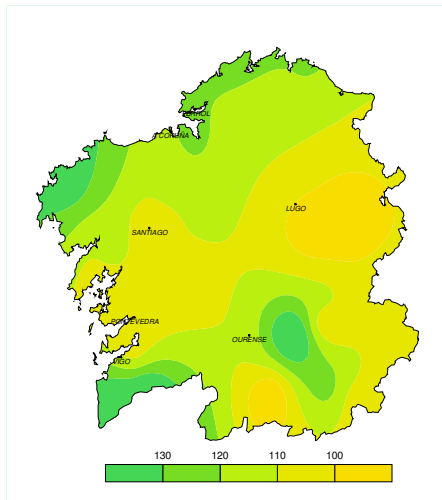 FERROL
A CORUÑA
LUGO
SANTIAGO
PONTEVEDRA
OURENSE
VIGO
130 120 110 100